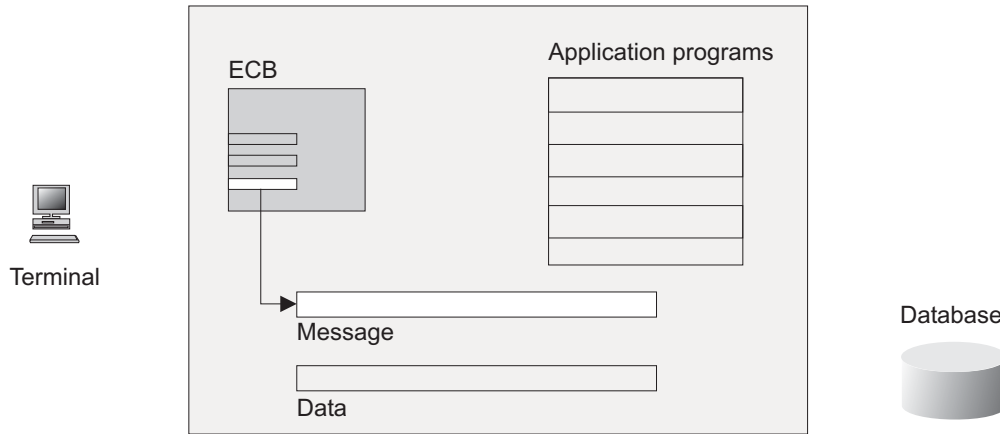 ECB
Application programs
Terminal
Message
Database
Data